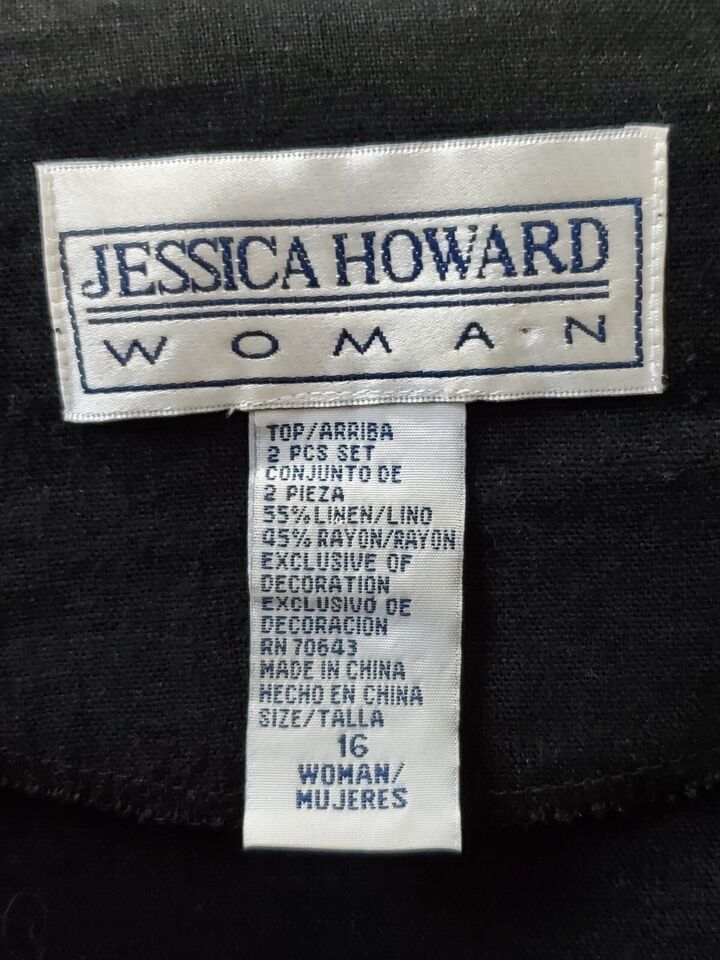 JESSICA HOWARD
WOMAN
TOP/ARRIBA
2 PCS SET
CONJUNTO DE
2 PIEZA
55% LINEN/LINO
45% RAYON/RAYON
EXCLUSIVE OF
DECORATION
EXCLUSIVO DE
DECORACION
RN 70643
MADE IN CHINA
HECHO EN CHINA
SIZE/TALLA
16
WOMAN/
MUJERES